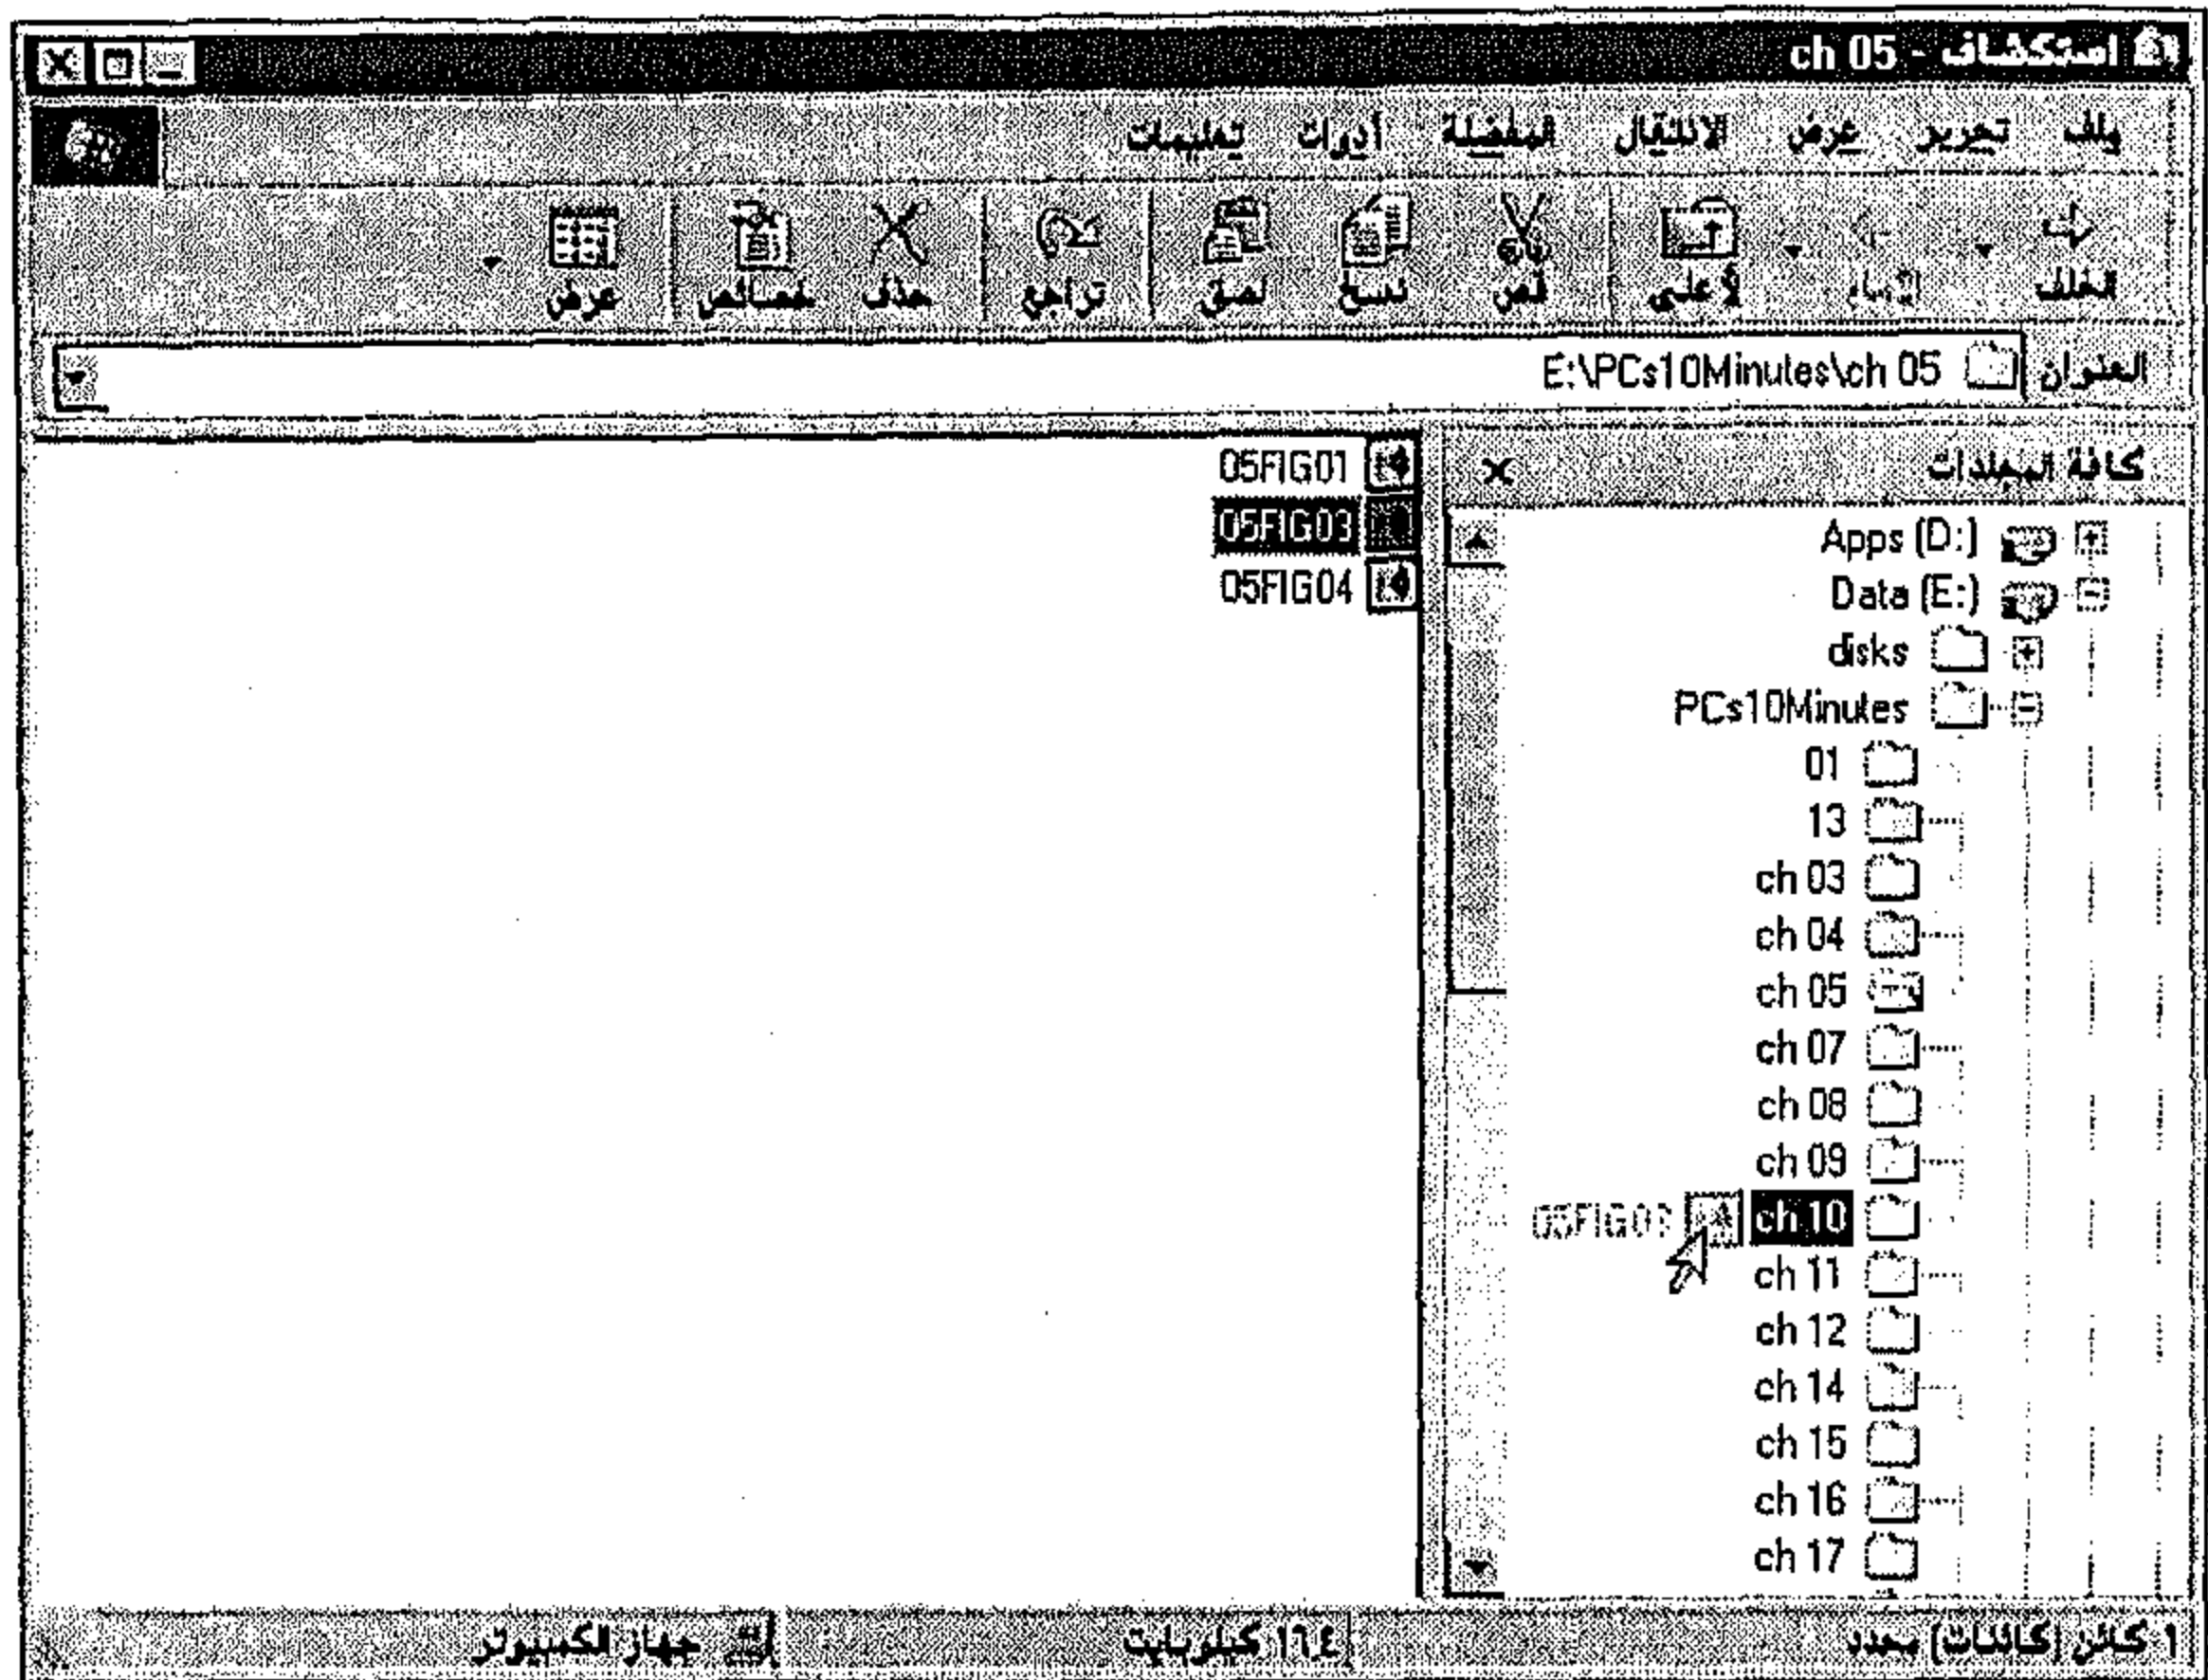 استكشاف - ch 05
ملف تحرير عرض الانتقال المفضلة أدوات تعليمات
الخلف الأمام لأعلى قص نسخ لصق تراجع حذف خصائص عرض
العنوان E:\PCs10Minutes\ch 05
كافة المجلدات
Apps (D:)
Data (E:)
disks
PCs10Minutes
01
13
ch 03
ch 04
ch 05
ch 07
ch 08
ch 09
ch 10 05FIG03
ch 11
ch 12
ch 14
ch 15
ch 16
ch 17
05FIG01
05FIG03
05FIG04
1 كائن (كائنات) محدد ١٦٤ كيلوبايت جهاز الكمبيوتر